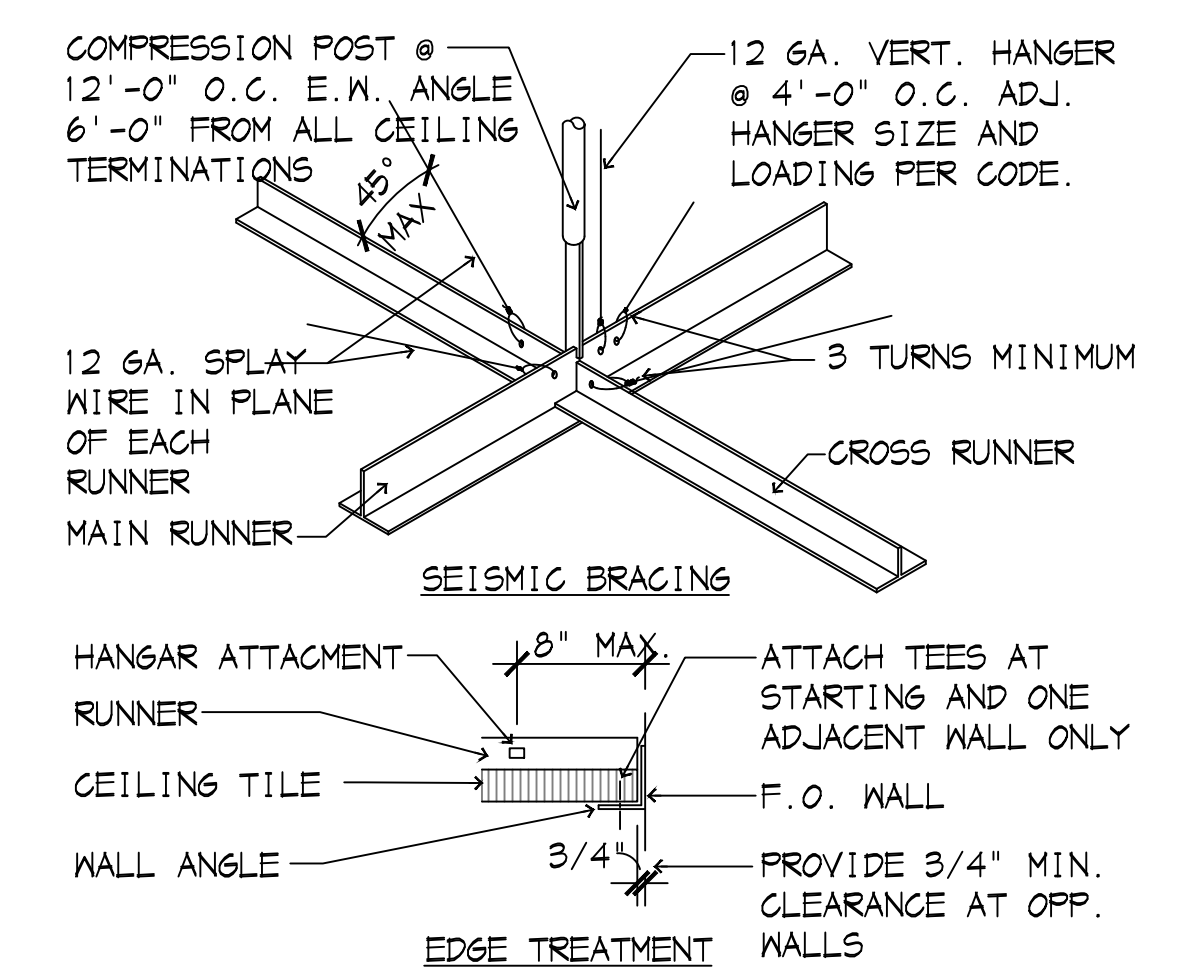 COMPRESSION POST @
12'-0" O.C. E.W. ANGLE
6'-0" FROM ALL CEILING
TERMINATIONS
12 GA. VERT. HANGER
@ 4'-0" O.C. ADJ.
HANGER SIZE AND
LOADING PER CODE.
45°
MAX
12 GA. SPLAY
WIRE IN PLANE
OF EACH
RUNNER
3 TURNS MINIMUM
CROSS RUNNER
MAIN RUNNER
SEISMIC BRACING
HANGAR ATTACMENT
8" MAX.
ATTACH TEES AT
STARTING AND ONE
ADJACENT WALL ONLY
RUNNER
CEILING TILE
F.O. WALL
WALL ANGLE
3/4"
PROVIDE 3/4" MIN.
CLEARANCE AT OPP.
WALLS
EDGE TREATMENT